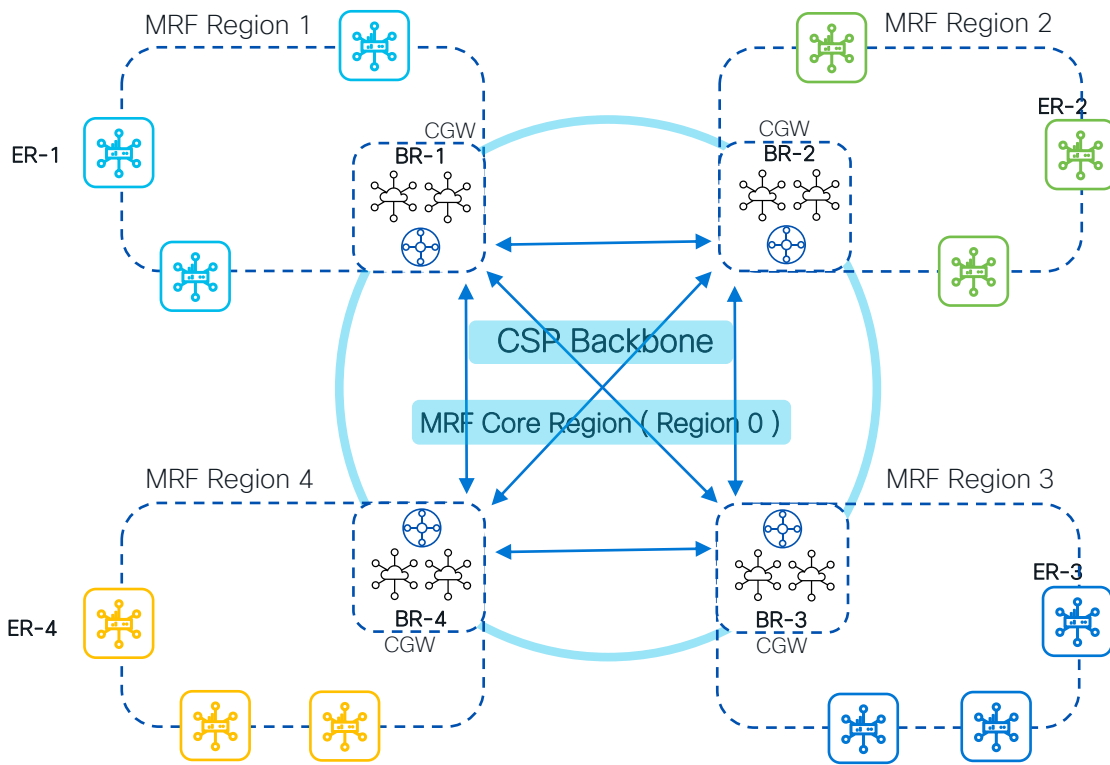 MRF Region 1
MRF Region 2
ER-1
CGW
BR-1
CGW
BR-2
ER-2
CSP Backbone
MRF Core Region ( Region 0 )
MRF Region 4
MRF Region 3
ER-4
BR-4
CGW
BR-3
CGW
ER-3